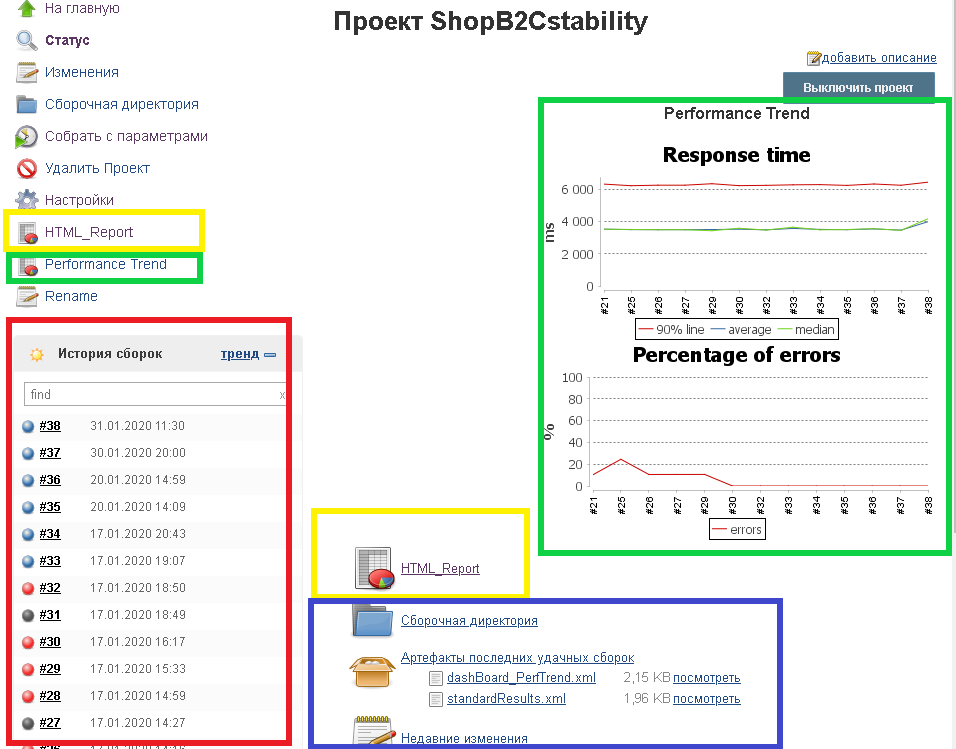 На главную
Статус
Изменения
Сборочная директория
Собрать с параметрами
Удалить Проект
Настройки
HTML_Report
Performance Trend
Rename
История сборок тренд
find x
#38 31.01.2020 11:30
#37 30.01.2020 20:00
#36 20.01.2020 14:59
#35 20.01.2020 14:09
#34 17.01.2020 20:43
#33 17.01.2020 19:07
#32 17.01.2020 18:50
#31 17.01.2020 18:49
#30 17.01.2020 16:17
#29 17.01.2020 15:33
#28 17.01.2020 14:59
#27 17.01.2020 14:27
Проект ShopB2Cstability
добавить описание
Выключить проект
Performance Trend
Response time
6 000
4 000
2 000
0
ms
#21 #25 #26 #27 #29 #30 #32 #33 #34 #35 #36 #37 #38
90% line average median
Percentage of errors
100
80
60
40
20
0
%
#21 #25 #26 #27 #29 #30 #32 #33 #34 #35 #36 #37 #38
errors
HTML_Report
Сборочная директория
Артефакты последних удачных сборок
dashBoard_PerfTrend.xml 2,15 KB посмотреть
standardResults.xml 1,96 KB посмотреть
Недавние изменения